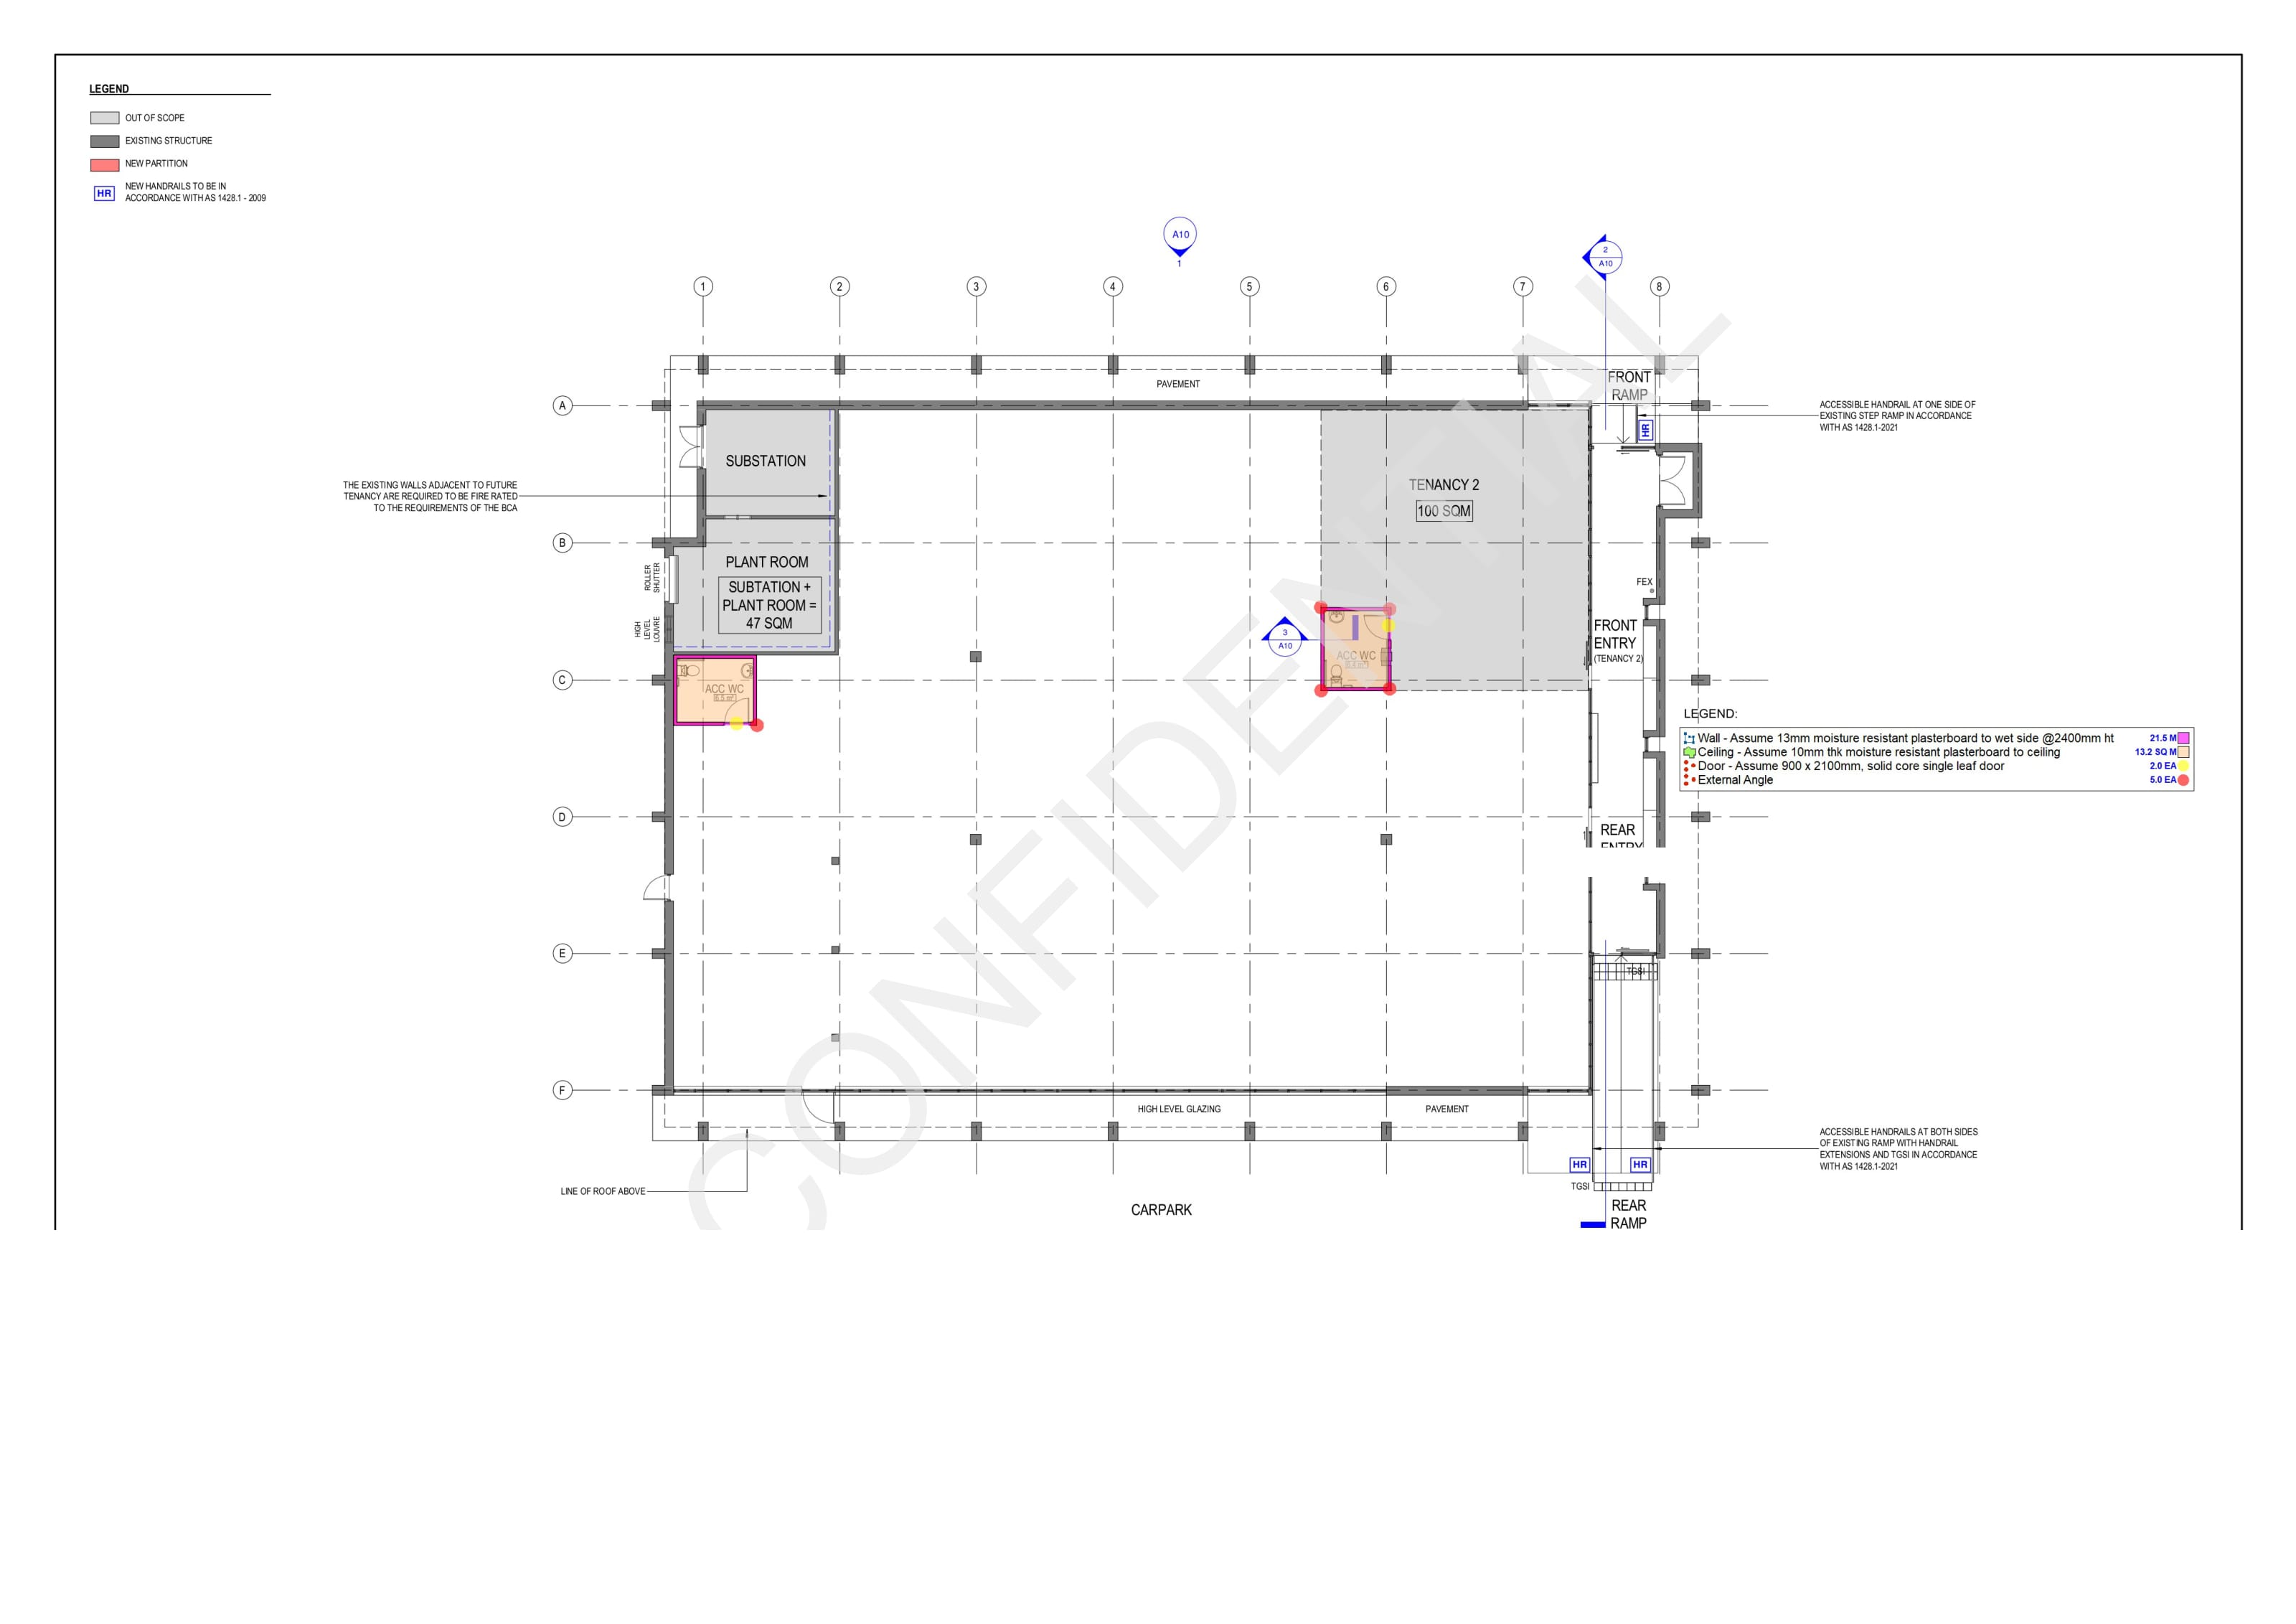 LEGEND
OUT OF SCOPE
EXISTING STRUCTURE
NEW PARTITION
HR
NEW HANDRAILS TO BE IN
ACCORDANCE WITH AS 1428.1 - 2009
A10
1
2
A10
1
2
3
4
5
6
7
8
PAVEMENT
FRONT
RAMP
A
HR
ACCESSIBLE HANDRAIL AT ONE SIDE OF
EXISTING STEP RAMP IN ACCORDANCE
WITH AS 1428.1-2021
SUBSTATION
TENANCY 2
100 SQM
THE EXISTING WALLS ADJACENT TO FUTURE
TENANCY ARE REQUIRED TO BE FIRE RATED
TO THE REQUIREMENTS OF THE BCA
B
PLANT ROOM
SUBTATION +
PLANT ROOM =
47 SQM
ROLLER
SHUTTER
HIGH
LEVEL
LOUVRE
FEX
FRONT
ENTRY
(TENANCY 2)
3
A10
ACC WC
C
ACC WC
LEGEND:
Wall - Assume 13mm moisture resistant plasterboard to wet side @2400mm ht 21.5 M
Ceiling - Assume 10mm thk moisture resistant plasterboard to ceiling 13.2 SQ M
Door - Assume 900 x 2100mm, solid core single leaf door 2.0 EA
External Angle 5.0 EA
D
REAR
ENTRY
E
TGSI
F
HIGH LEVEL GLAZING
PAVEMENT
ACCESSIBLE HANDRAILS AT BOTH SIDES
OF EXISTING RAMP WITH HANDRAIL
EXTENSIONS AND TGSI IN ACCORDANCE
WITH AS 1428.1-2021
HR
HR
TGSI
LINE OF ROOF ABOVE
CARPARK
REAR
RAMP
CONFIDENTIAL